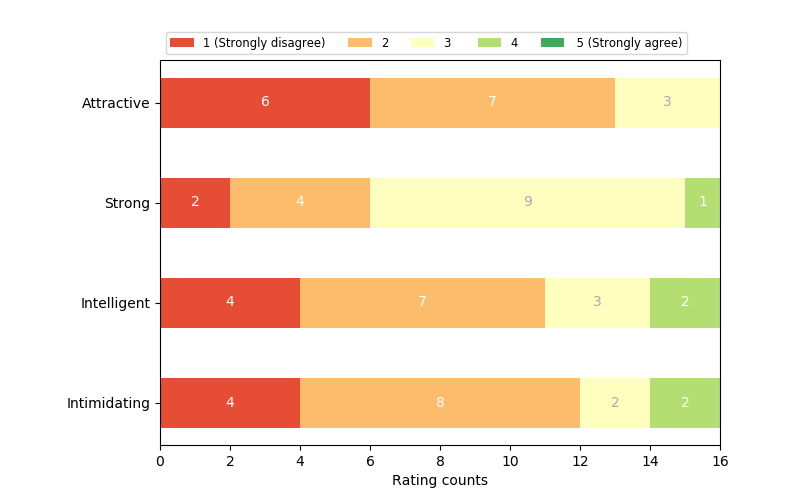 1 (Strongly disagree) 2 3 4 5 (Strongly agree)
Attractive 6 7 3
Strong 2 4 9 1
Intelligent 4 7 3 2
Intimidating 4 8 2 2
0 2 4 6 8 10 12 14 16
Rating counts